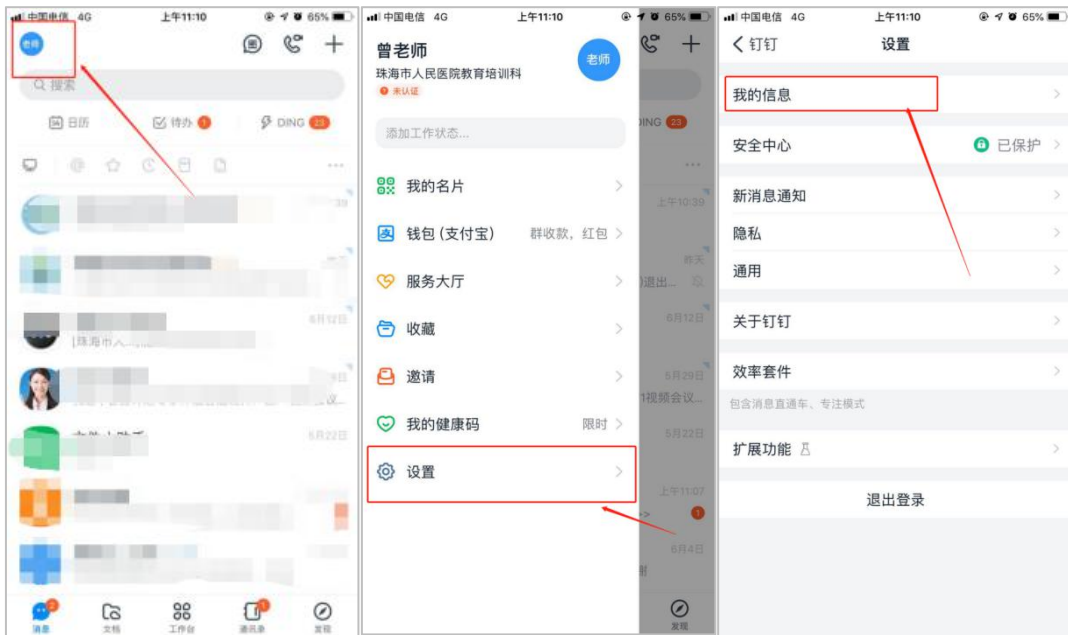 中国电信 4G 上午11:10 65%
老师
搜索
日历 待办 1 DING 23
6月12日
5月22日
消息 2 文档 工作台 通讯录 发现
中国电信 4G 上午11:10 65%
曾老师
老师
珠海市人民医院教育培训科
未认证
添加工作状态...
DING 23
我的名片
上午10:39
钱包(支付宝) 群收款, 红包
昨天
服务大厅
)退出...
收藏
6月12日
邀请
5月29日
1视频会议...
我的健康码 限时
5月22日
设置
上午11:07
1
6月4日
发现
中国电信 4G 上午11:10 65%
钉钉 设置
我的信息
安全中心 已保护
新消息通知
隐私
通用
关于钉钉
效率套件
包含消息直通车、专注模式
扩展功能
退出登录